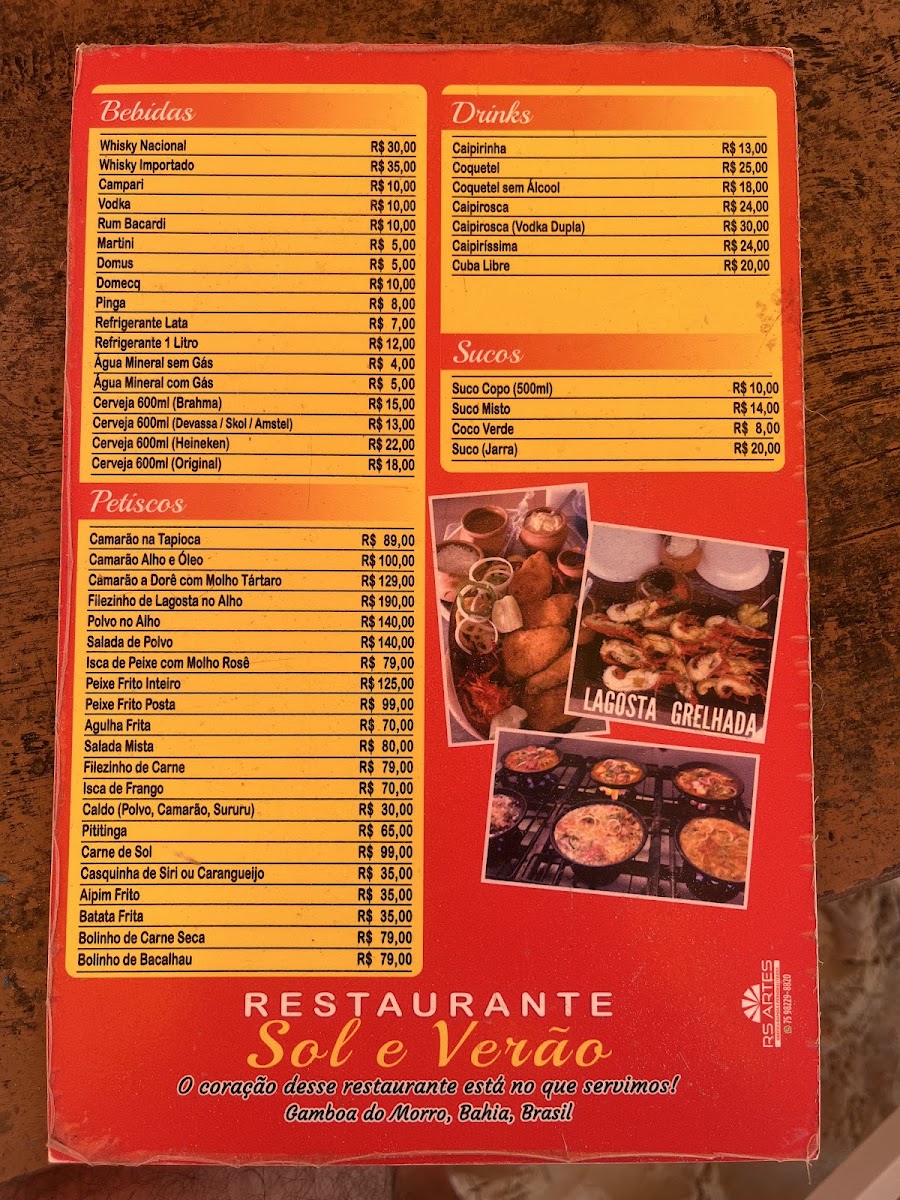 Bebidas
Whisky Nacional R$ 30,00
Whisky Importado R$ 35,00
Campari R$ 10,00
Vodka R$ 10,00
Rum Bacardi R$ 10,00
Martini R$ 5,00
Domus R$ 5,00
Domecq R$ 10,00
Pinga R$ 8,00
Refrigerante Lata R$ 7,00
Refrigerante 1 Litro R$ 12,00
Água Mineral sem Gás R$ 4,00
Água Mineral com Gás R$ 5,00
Cerveja 600ml (Brahma) R$ 15,00
Cerveja 600ml (Devassa / Skol / Amstel) R$ 13,00
Cerveja 600ml (Heineken) R$ 22,00
Cerveja 600ml (Original) R$ 18,00
Petiscos
Camarão na Tapioca R$ 89,00
Camarão Alho e Óleo R$ 100,00
Camarão a Dorê com Molho Tártaro R$ 129,00
Filezinho de Lagosta no Alho R$ 190,00
Polvo no Alho R$ 140,00
Salada de Polvo R$ 140,00
Isca de Peixe com Molho Rosê R$ 79,00
Peixe Frito Inteiro R$ 125,00
Peixe Frito Posta R$ 99,00
Agulha Frita R$ 70,00
Salada Mista R$ 80,00
Filezinho de Carne R$ 79,00
Isca de Frango R$ 70,00
Caldo (Polvo, Camarão, Sururu) R$ 30,00
Pititinga R$ 65,00
Carne de Sol R$ 99,00
Casquinha de Siri ou Carangueijo R$ 35,00
Aipim Frito R$ 35,00
Batata Frita R$ 35,00
Bolinho de Carne Seca R$ 79,00
Bolinho de Bacalhau R$ 79,00
Drinks
Caipirinha R$ 13,00
Coquetel R$ 25,00
Coquetel sem Álcool R$ 18,00
Caipirosca R$ 24,00
Caipirosca (Vodka Dupla) R$ 30,00
Caipiríssima R$ 24,00
Cuba Libre R$ 20,00
Sucos
Suco Copo (500ml) R$ 10,00
Suco Misto R$ 14,00
Coco Verde R$ 8,00
Suco (Jarra) R$ 20,00
LAGOSTA GRELHADA
RESTAURANTE
Sol e Verão
O coração desse restaurante está no que servimos!
Gamboa do Morro, Bahia, Brasil
RS ARTES
75 98229-8820